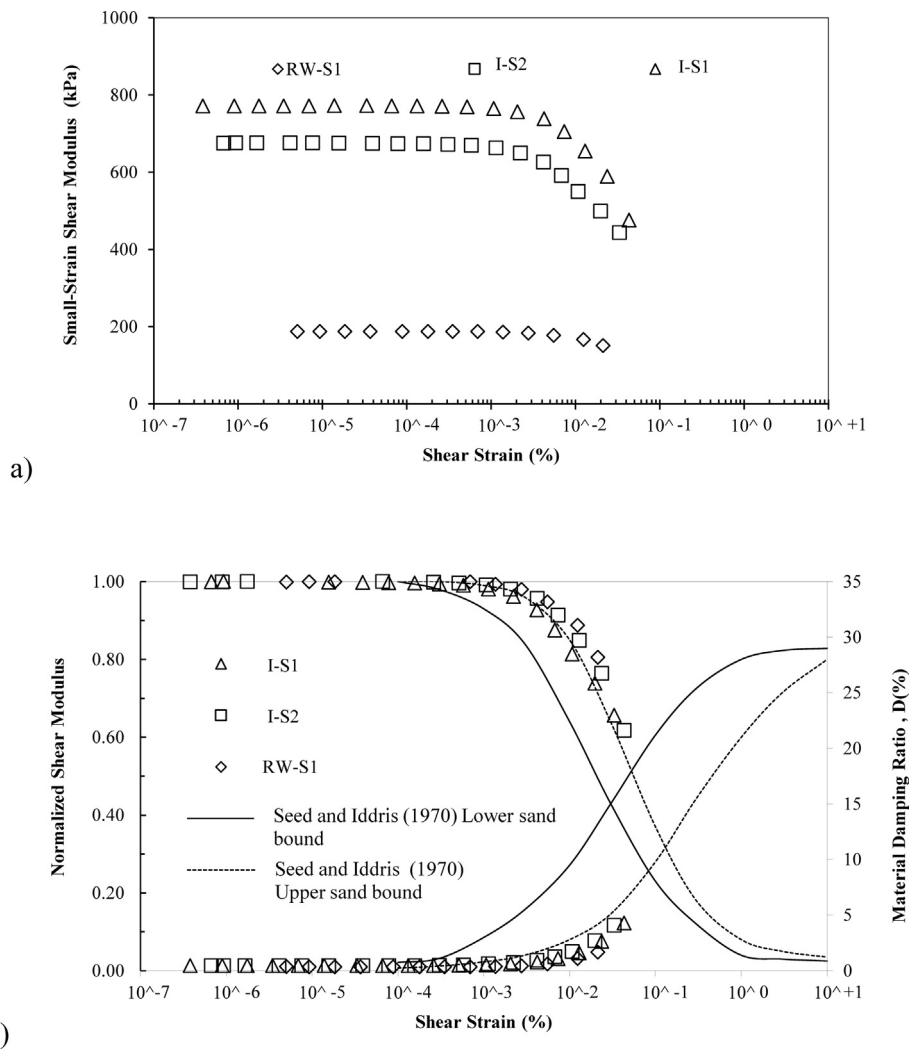 1000
800
600
400
200
0
Small-Strain Shear Modulus (kPa)
RW-S1
I-S2
I-S1
10^ -7
10^ -6
10^ -5
10^ -4
10^ -3
10^ -2
10^ -1
10^ 0
10^ +1
Shear Strain (%)
a)
1.00
0.80
0.60
0.40
0.20
0.00
Normalized Shear Modulus
I-S1
I-S2
RW-S1
Seed and Iddris (1970) Lower sand
bound
Seed and Iddris (1970)
Upper sand bound
35
30
25
20
15
10
5
0
Material Damping Ratio , D(%)
10^-7
10^-6
10^ -5
10^ -4
10^ -3
10^ -2
10^ -1
10^ 0
10^+1
Shear Strain (%)
)